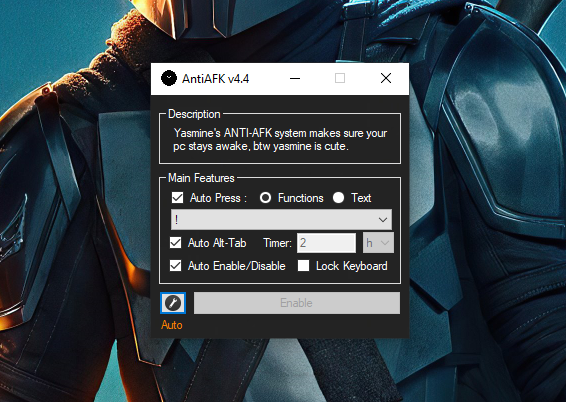 AntiAFK v4.4
Description
Yasmine's ANTI-AFK system makes sure your
pc stays awake, btw yasmine is cute.
Main Features
Auto Press : Functions Text
!
Auto Alt-Tab Timer: 2 h
Auto Enable/Disable Lock Keyboard
Enable
Auto